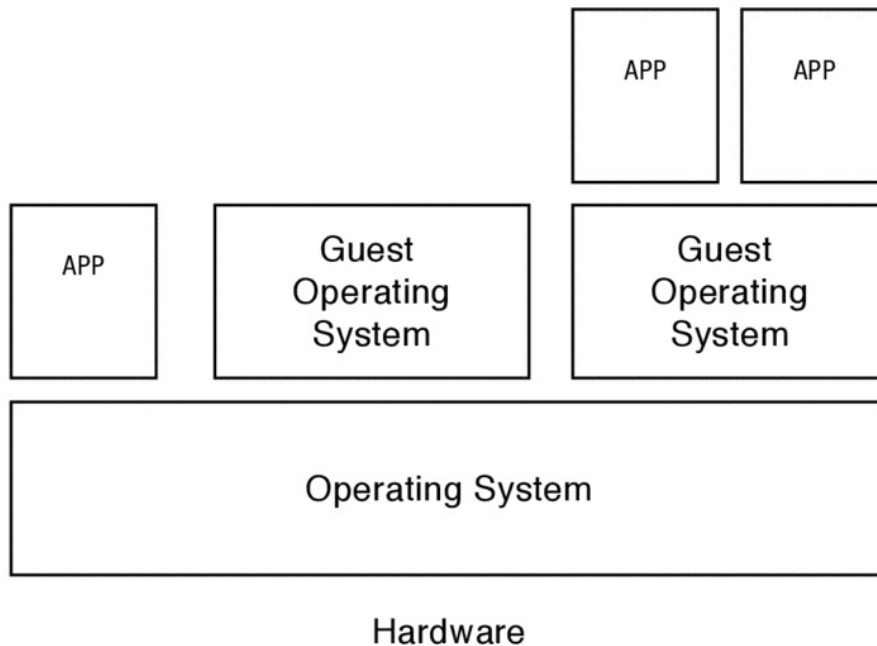 APP
APP
APP
Guest
Operating
System
Guest
Operating
System
Operating System
Hardware